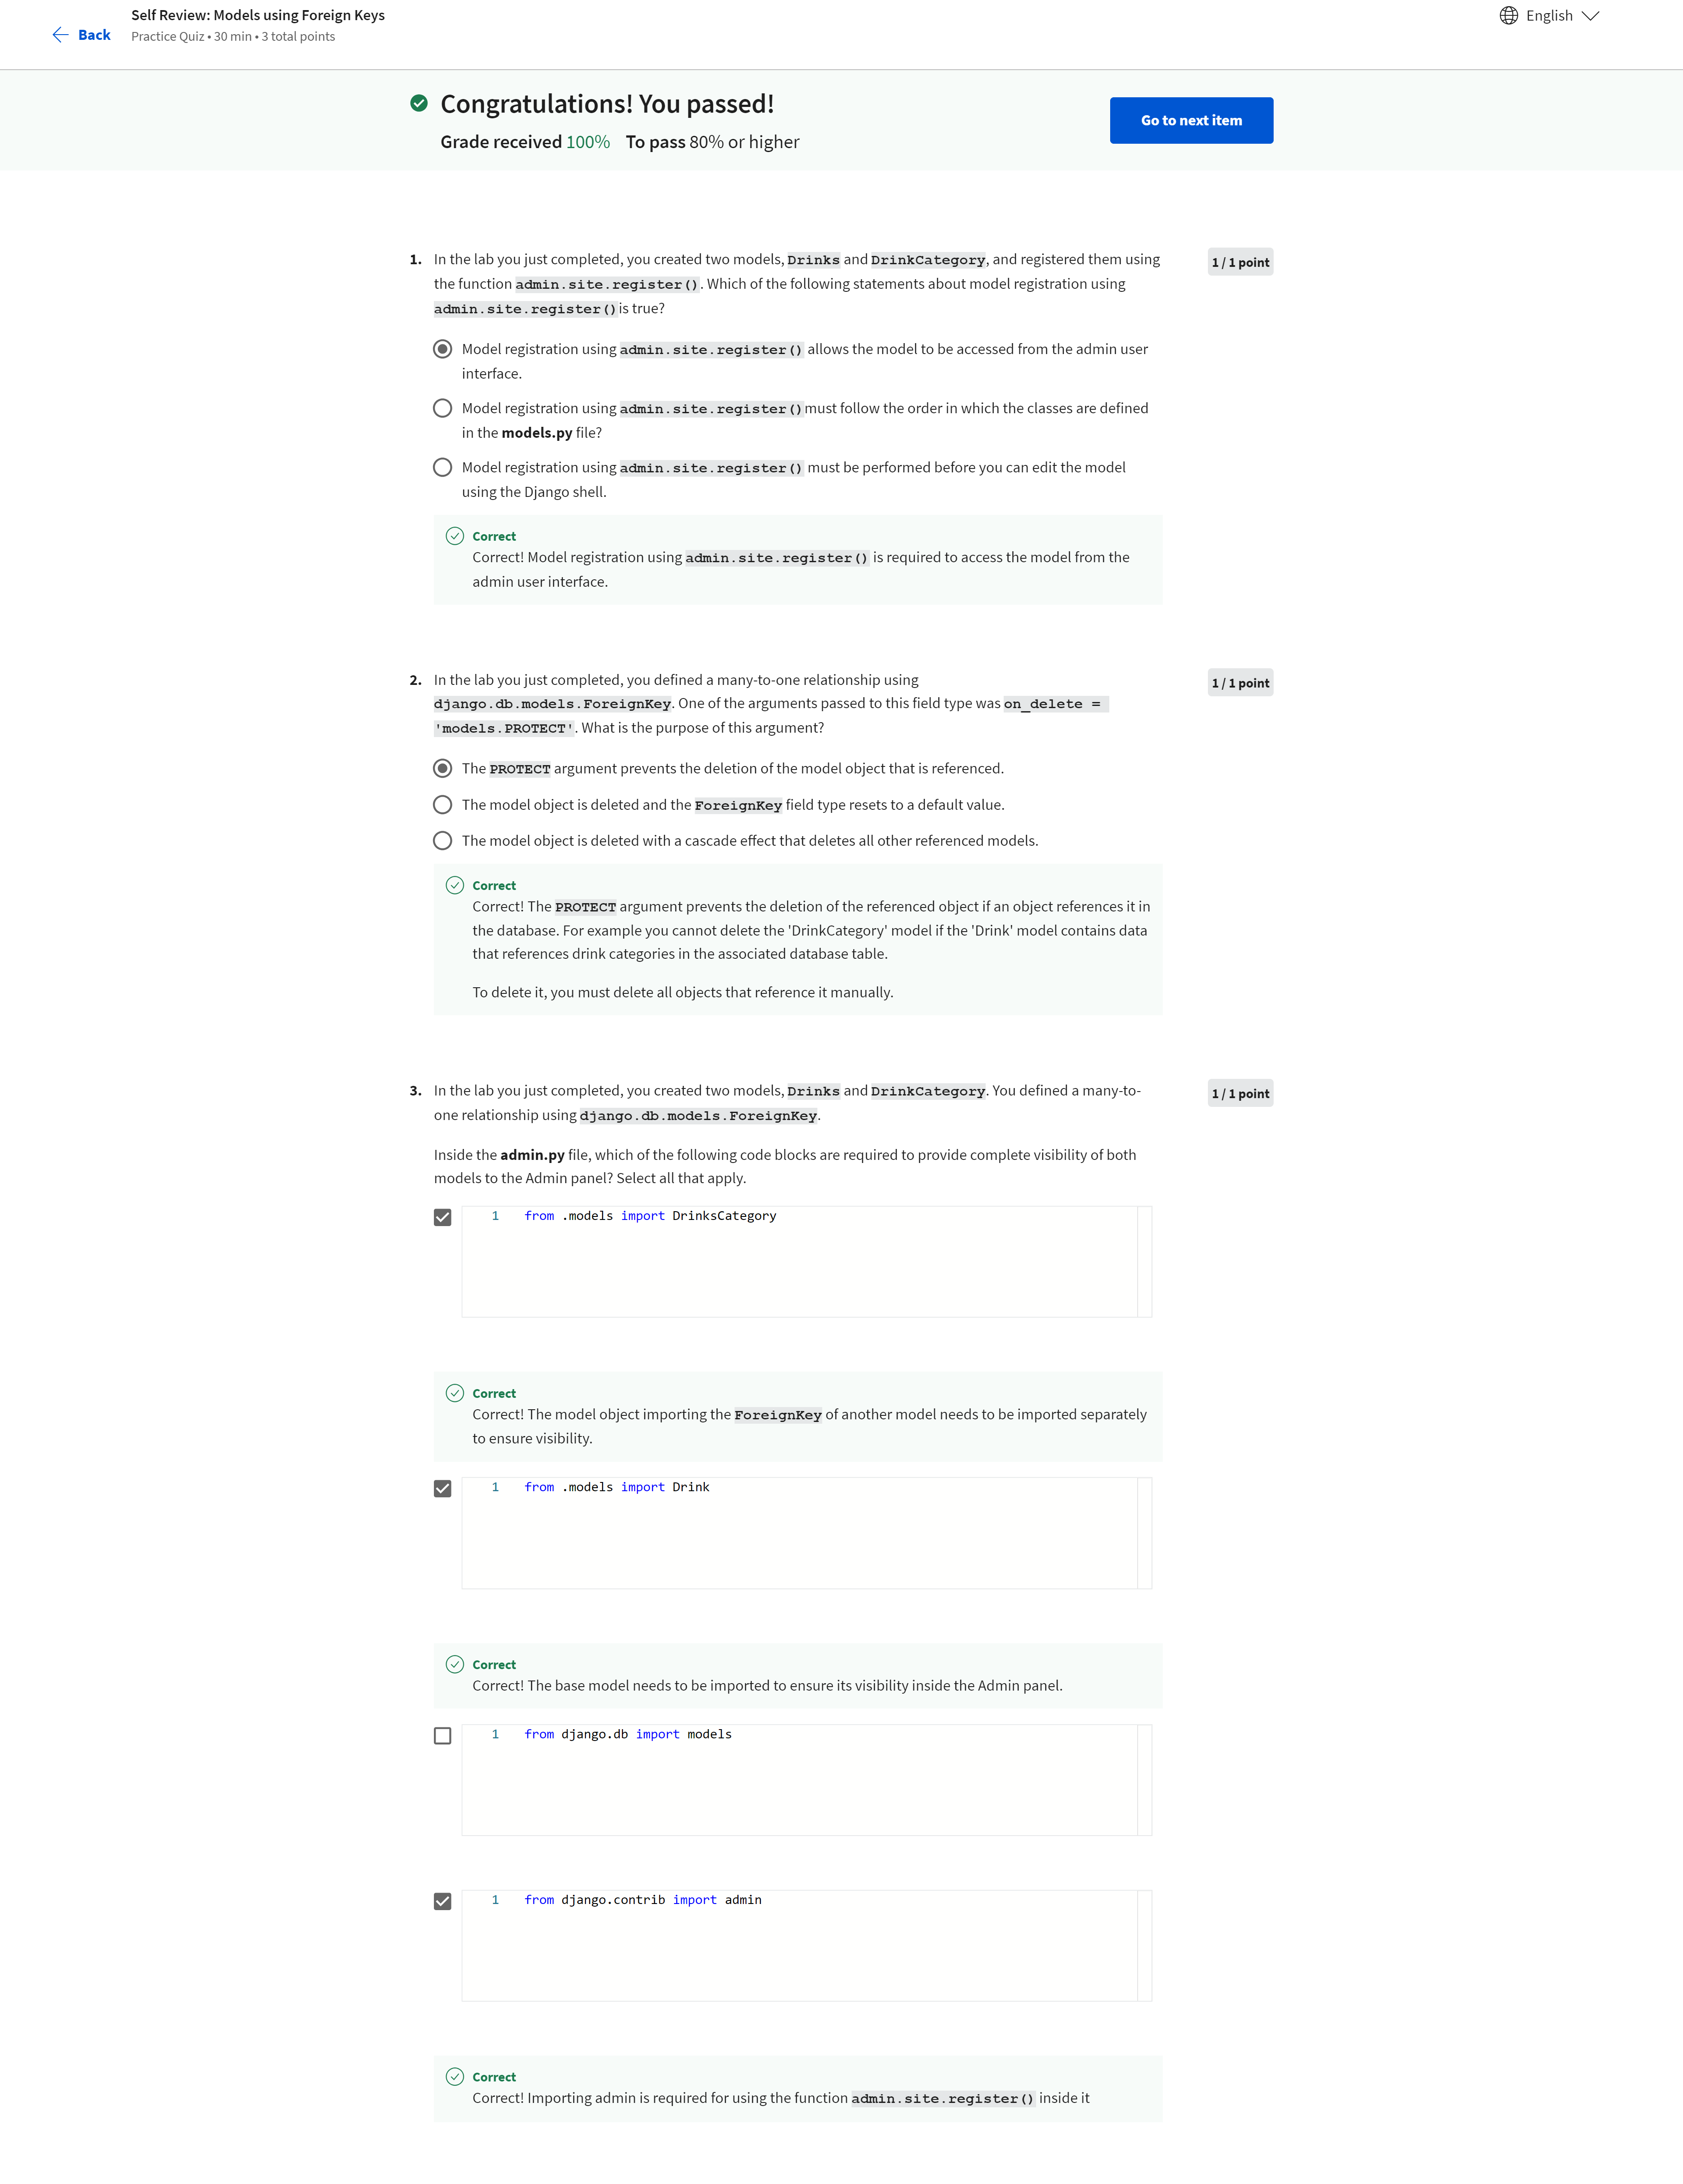 Back
Self Review: Models using Foreign Keys
Practice Quiz • 30 min • 3 total points
English
Congratulations! You passed!
Grade received 100% To pass 80% or higher
Go to next item
1. In the lab you just completed, you created two models, Drinks and DrinkCategory, and registered them using
the function admin.site.register(). Which of the following statements about model registration using
admin.site.register()is true?
1 / 1 point
Model registration using admin.site.register() allows the model to be accessed from the admin user
interface.
Model registration using admin.site.register()must follow the order in which the classes are defined
in the models.py file?
Model registration using admin.site.register() must be performed before you can edit the model
using the Django shell.
Correct
Correct! Model registration using admin.site.register() is required to access the model from the
admin user interface.
2. In the lab you just completed, you defined a many-to-one relationship using
django.db.models.ForeignKey. One of the arguments passed to this field type was on_delete =
'models.PROTECT'. What is the purpose of this argument?
1 / 1 point
The PROTECT argument prevents the deletion of the model object that is referenced.
The model object is deleted and the ForeignKey field type resets to a default value.
The model object is deleted with a cascade effect that deletes all other referenced models.
Correct
Correct! The PROTECT argument prevents the deletion of the referenced object if an object references it in
the database. For example you cannot delete the 'DrinkCategory' model if the 'Drink' model contains data
that references drink categories in the associated database table.
To delete it, you must delete all objects that reference it manually.
3. In the lab you just completed, you created two models, Drinks and DrinkCategory. You defined a many-to-
one relationship using django.db.models.ForeignKey.
1 / 1 point
Inside the admin.py file, which of the following code blocks are required to provide complete visibility of both
models to the Admin panel? Select all that apply.
1 from .models import DrinksCategory
Correct
Correct! The model object importing the ForeignKey of another model needs to be imported separately
to ensure visibility.
1 from .models import Drink
Correct
Correct! The base model needs to be imported to ensure its visibility inside the Admin panel.
1 from django.db import models
1 from django.contrib import admin
Correct
Correct! Importing admin is required for using the function admin.site.register() inside it